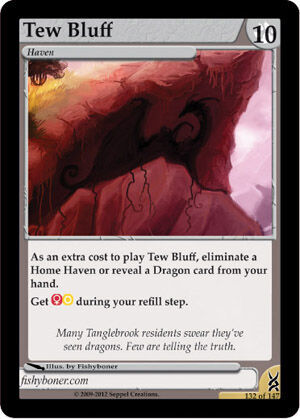 Tew Bluff
10
Haven
As an extra cost to play Tew Bluff, eliminate a
Home Haven or reveal a Dragon card from your
hand.
Get during your refill step.
Many Tanglebrook residents swear they've
seen dragons. Few are telling the truth.
Illus. by Fishyboner
fishyboner.com
© 2009-2012 Seppel Creations.
132 of 147